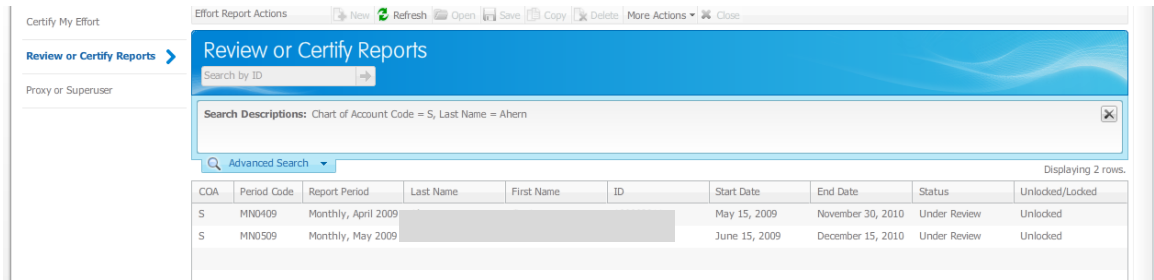 Certify My Effort
Review or Certify Reports
Proxy or Superuser
Effort Report Actions New Refresh Open Save Copy Delete More Actions Close
Review or Certify Reports
Search by ID
Search Descriptions: Chart of Account Code = S, Last Name = Ahern
Advanced Search
Displaying 2 rows.
COA Period Code Report Period Last Name First Name ID Start Date End Date Status Unlocked/Locked
S MN0409 Monthly, April 2009 May 15, 2009 November 30, 2010 Under Review Unlocked
S MN0509 Monthly, May 2009 June 15, 2009 December 15, 2010 Under Review Unlocked